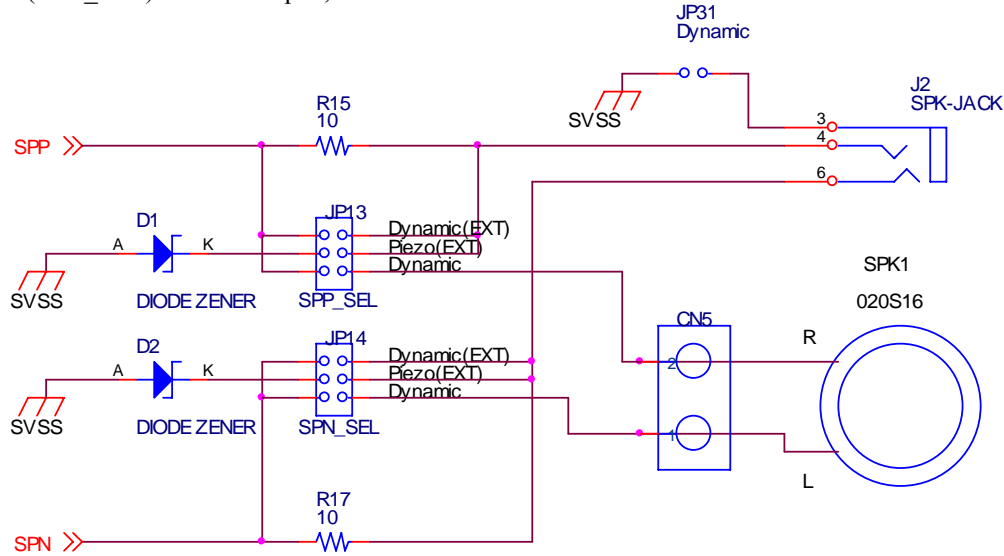 JP31
Dynamic
J2
SPK-JACK
SVSS
3
4
6
R15
10
SPP
JP13
Dynamic(EXT)
Piezo(EXT)
Dynamic
D1
A
K
SVSS
DIODE ZENER
SPP_SEL
SPK1
020S16
CN5
R
2
JP14
Dynamic(EXT)
Piezo(EXT)
Dynamic
D2
A
K
SVSS
DIODE ZENER
SPN_SEL
1
L
R17
10
SPN